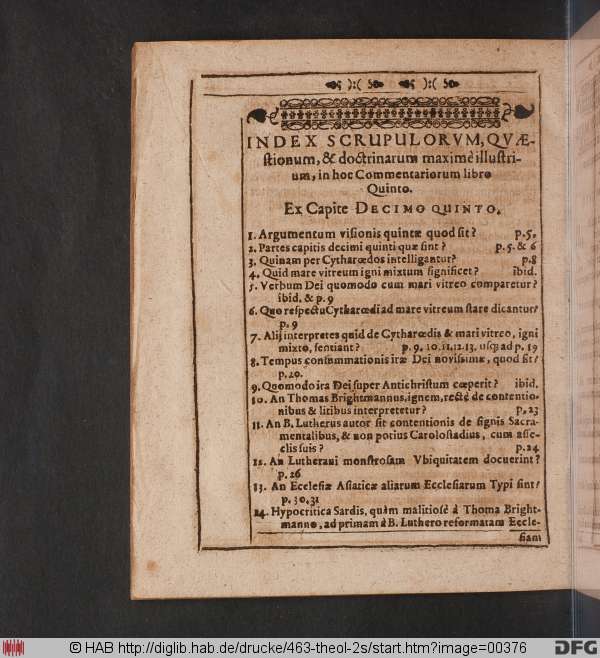 ):( ):(
INDEX SCRUPULORVM, QVÆ-
stionum, & doctrinarum maximè illustri-
um, in hoc Commentariorum libro
Quinto.
Ex Capite DECIMO QUINTO.
1. Argumentum visionis quintæ quod sit? p.5.
2. Partes capitis decimi quinti quæ sint? p.5.& 6
3. Quinam per Cytharœdos intelligantur? p.8
4. Quid mare vitreum igni mixtum significet? ibid.
5. Verbum Dei quomodo cum mari vitreo comparetur?
ibid. & p.9
6. Quo respectu Cytharœdi ad mare vitreum stare dicantur?
p.9
7. Alij interpretes quid de Cytharœdis & mari vitreo, igni
mixto, sentiant? p. 9. 10. 11. 12. 13. usq; ad p. 19
8. Tempus consummationis iræ Dei novissimæ, quod sit?
p.20.
9. Quomodo ira Dei super Antichristum cœperit? ibid.
10. An Thomas Brightmannus, ignem, rectè de contentio-
nibus & litibus interpretetur? p.23
11. An B. Lutherus autor sit contentionis de signis Sacra-
mentalibus, & non potius Carolostadius, cum asse-
clis suis? p.24
12. An Lutherani monstrosam Vbiquitatem docuerint?
p.26
13. An Ecclesiæ Asiaticæ aliarum Ecclesiarum Typi sint?
p. 30. 31
14. Hypocritica Sardis, quàm malitiosè à Thoma Bright-
manno, ad primam à B. Luthero reformatam Eccle-
siam
© HAB http://diglib.hab.de/drucke/463-theol-2s/start.htm?image=00376
DFG